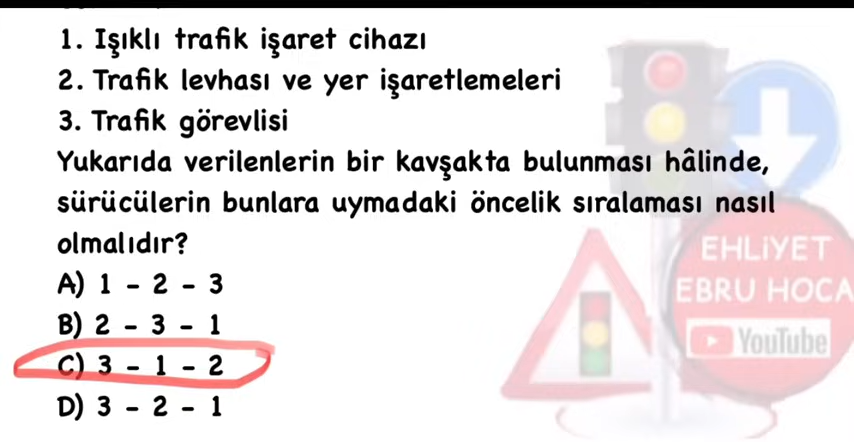 1. Işıklı trafik işaret cihazı
2. Trafik levhası ve yer işaretlemeleri
3. Trafik görevlisi
Yukarıda verilenlerin bir kavşakta bulunması hâlinde,
sürücülerin bunlara uymadaki öncelik sıralaması nasıl
olmalıdır?
A) 1 - 2 - 3
B) 2 - 3 - 1
C) 3 - 1 - 2
D) 3 - 2 - 1
EHLİYET
EBRU HOCA
YouTube